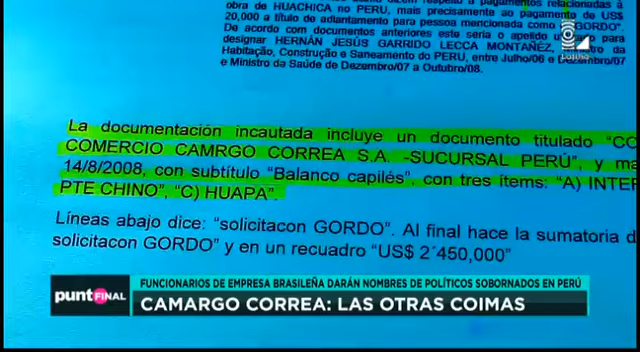 obra de HUACHICA no PERU, mais precisamente ao pagamento de US$
20,000 a título de adiantamento para pessoa mencionada como "GORDO".
De acordo com documentos anteriores este seria o apelido para
designar HERNÁN JESÚS GARRIDO LECCA MONTAÑEZ, da
Habitação, Construção e Saneamento do PERU, entre Julho/06 e Dezembro/07
e Ministro da Saúde de Dezembro/07 a Outubro/08.
La documentación incautada incluye un documento titulado "CO
COMERCIO CAMRGO CORREA S.A. -SUCURSAL PERÚ", y ma
14/8/2008, con subtítulo "Balanco capilés", con tres ítems: "A) INTER
PTE CHINO", "C) HUAPA".
Líneas abajo dice: "solicitacon GORDO". Al final hace la sumatoria d
solicitacon GORDO" y en un recuadro "US$ 2´450,000"
FUNCIONARIOS DE EMPRESA BRASILEÑA DARÁN NOMBRES DE POLÍTICOS SOBORNADOS EN PERÚ
punto FINAL
CAMARGO CORREA: LAS OTRAS COIMAS